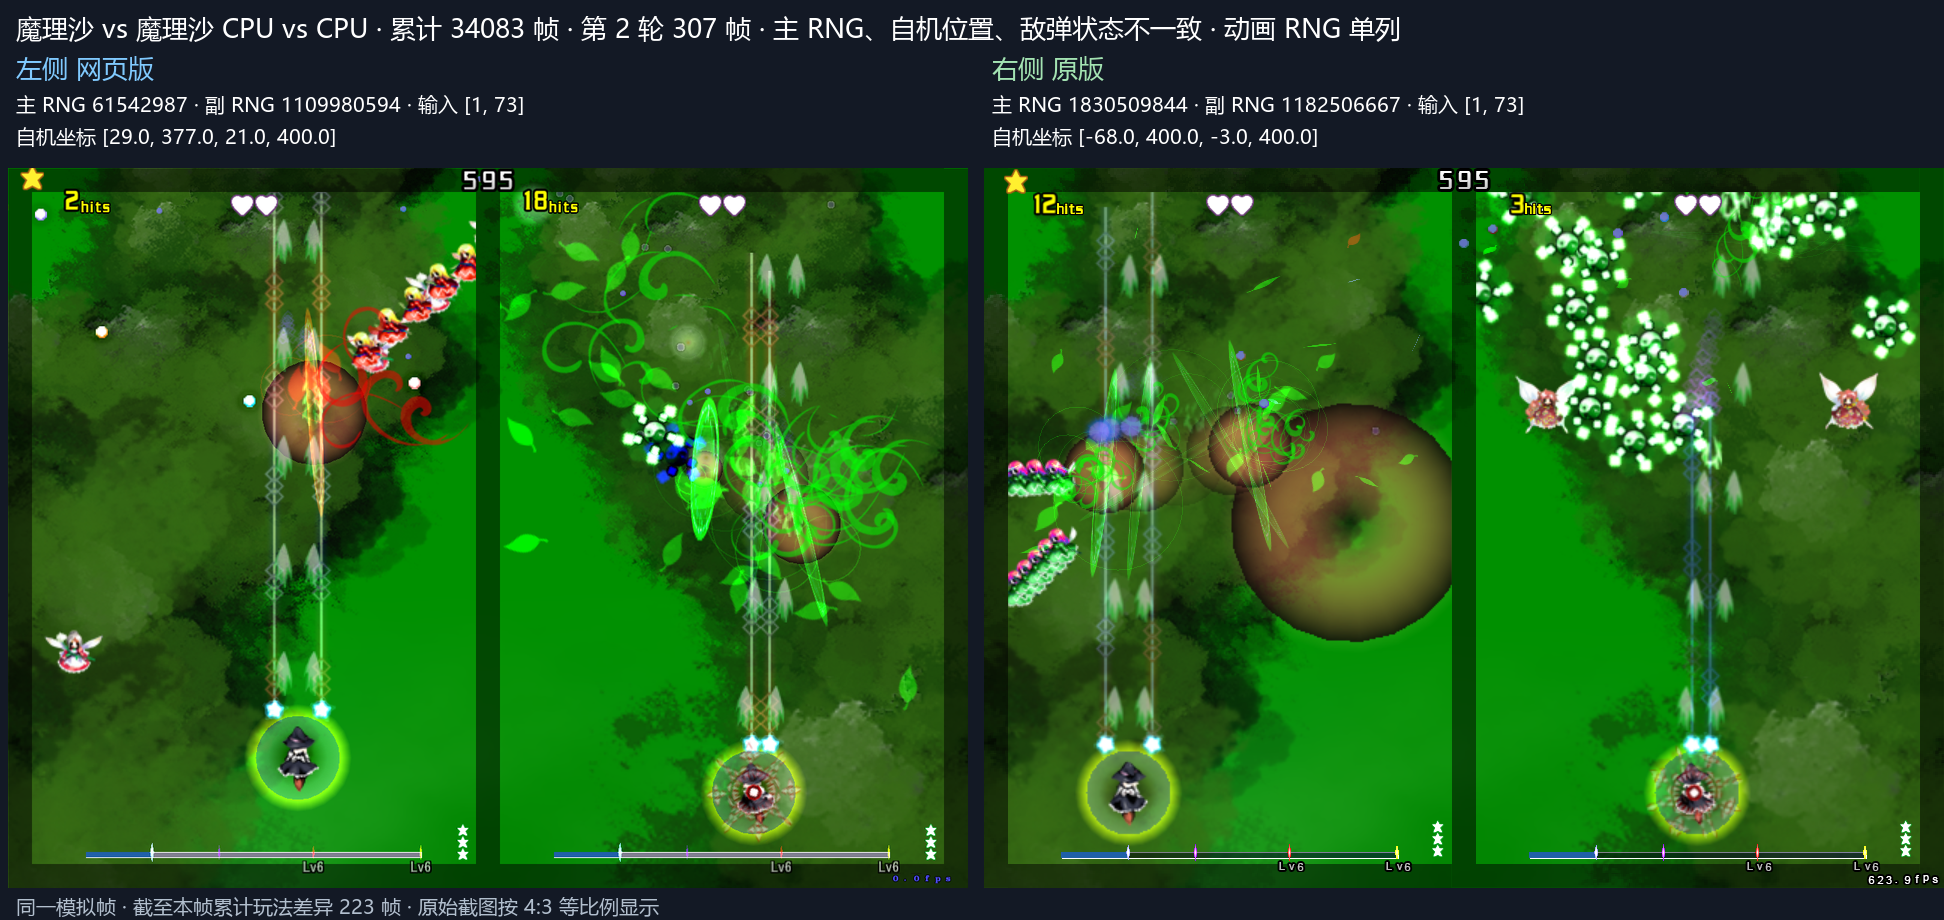 魔理沙 vs 魔理沙 CPU vs CPU · 累计 34083 帧 · 第 2 轮 307 帧 · 主 RNG、自机位置、敌弹状态不一致 · 动画 RNG 单列
左侧 网页版
主 RNG 61542987 · 副 RNG 1109980594 · 输入 [1, 73]
自机坐标 [29.0, 377.0, 21.0, 400.0]
右侧 原版
主 RNG 1830509844 · 副 RNG 1182506667 · 输入 [1, 73]
自机坐标 [-68.0, 400.0, -3.0, 400.0]
595
2hits
18hits
Lv6
Lv6
Lv6
Lv6
0.0fps
595
12hits
3hits
Lv6
Lv6
Lv6
Lv6
623.9fps
同一模拟帧 · 截至本帧累计玩法差异 223 帧 · 原始截图按 4:3 等比例显示